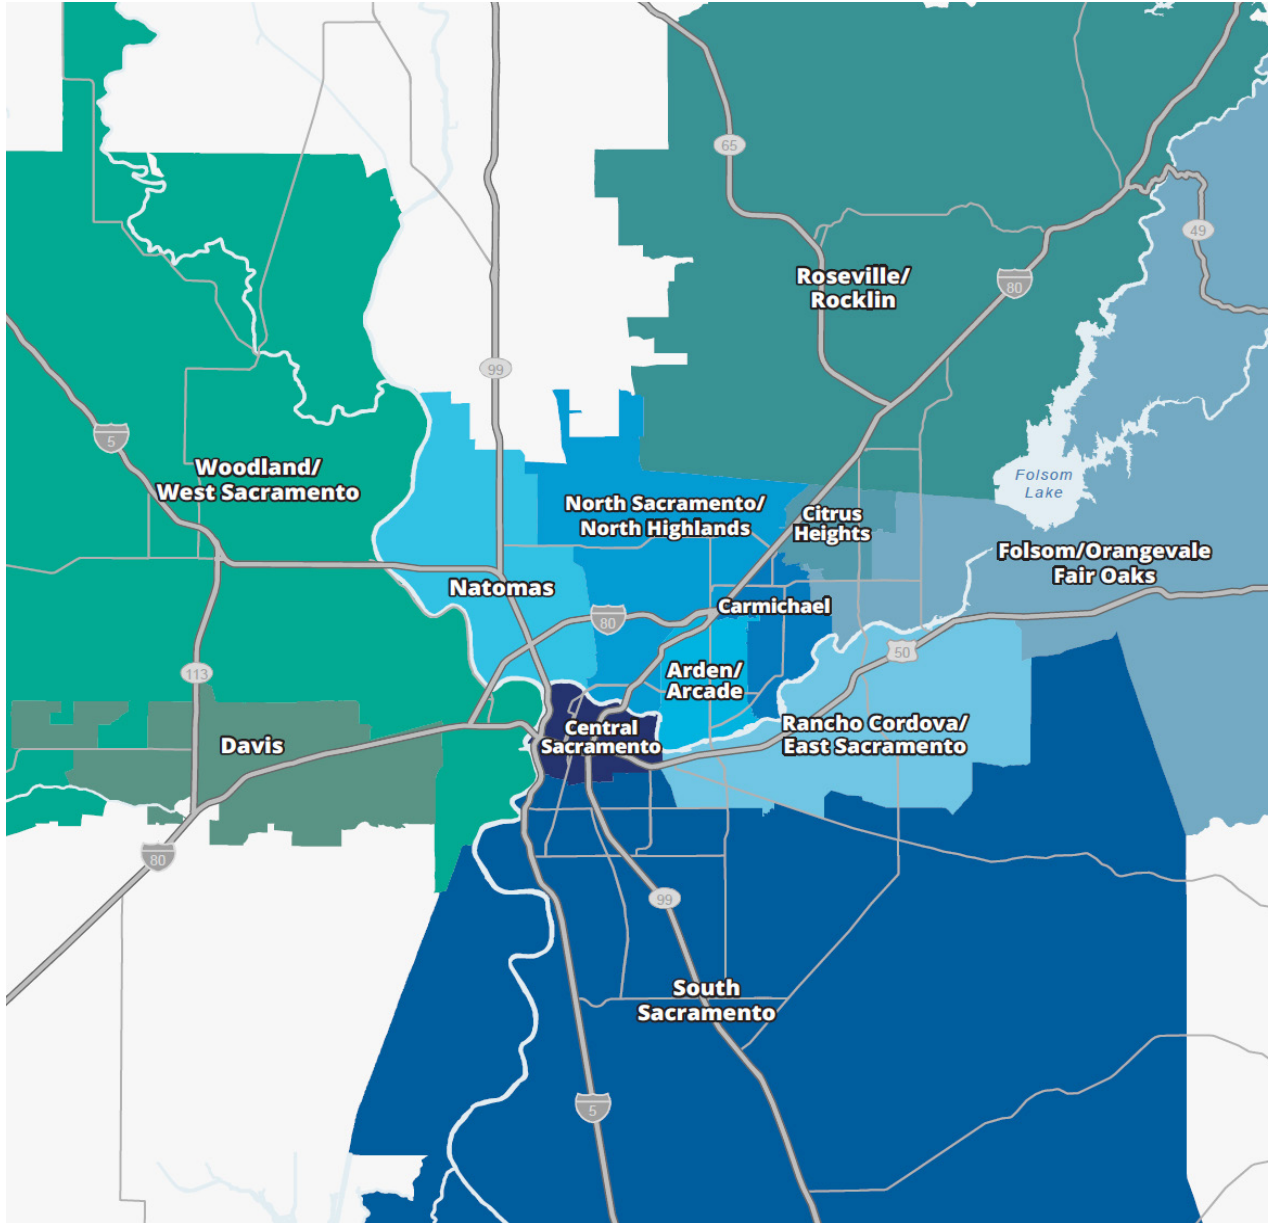 65
49
Roseville/
Rocklin
80
99
5
Woodland/
West Sacramento
Folsom
Lake
North Sacramento/
North Highlands
Citrus
Heights
Folsom/Orangevale
Fair Oaks
Natomas
Carmichael
80
50
113
Arden/
Arcade
Rancho Cordova/
East Sacramento
Central
Sacramento
Davis
80
99
South
Sacramento
5